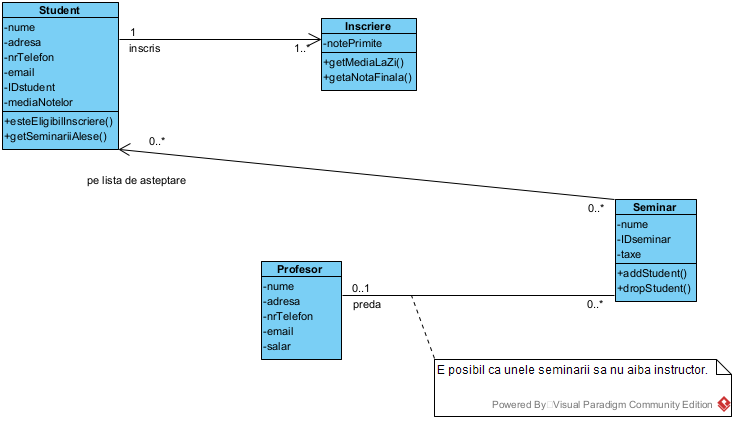 Student
-nume
-adresa
-nrTelefon
-email
-IDstudent
-mediaNotelor
+esteEligibilInscriere()
+getSeminariiAlese()
1
inscris
1..*
Inscriere
-notePrimite
+getMediaLaZi()
+getaNotaFinala()
0..*
pe lista de asteptare
0..*
Seminar
-nume
-IDseminar
-taxe
+addStudent()
+dropStudent()
Profesor
-nume
-adresa
-nrTelefon
-email
-salar
0..1
preda
0..*
E posibil ca unele seminarii sa nu aiba instructor.
Powered By Visual Paradigm Community Edition